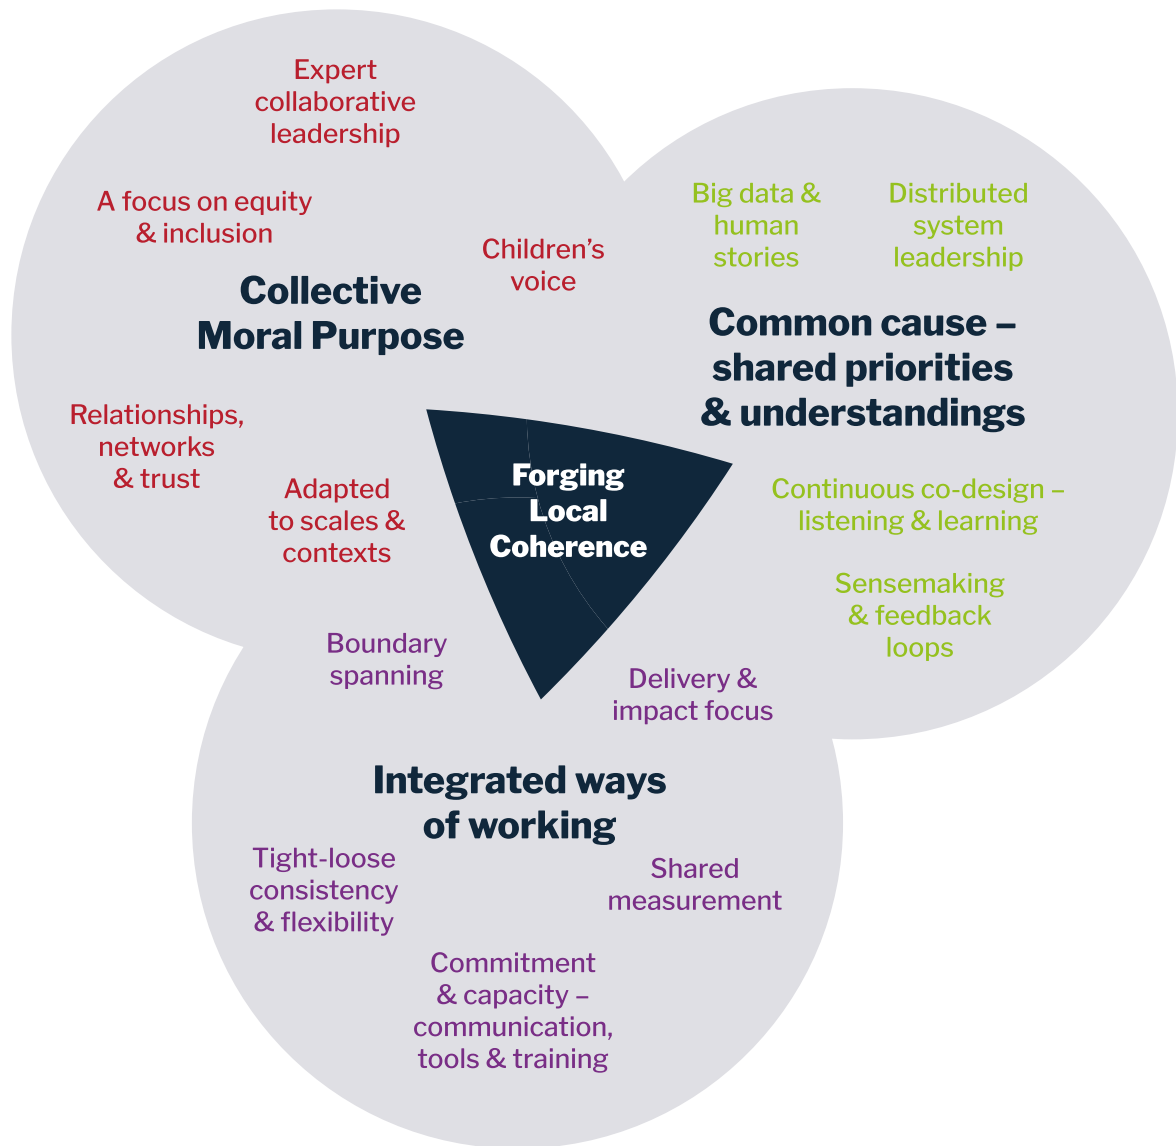 Expert
collaborative
leadership
A focus on equity
& inclusion
Children’s
voice
Collective
Moral Purpose
Relationships,
networks
& trust
Adapted
to scales &
contexts
Big data &
human
stories
Distributed
system
leadership
Common cause –
shared priorities
& understandings
Continuous co-design –
listening & learning
Sensemaking
& feedback
loops
Forging
Local
Coherence
Boundary
spanning
Delivery &
impact focus
Integrated ways
of working
Tight-loose
consistency
& flexibility
Shared
measurement
Commitment
& capacity –
communication,
tools & training